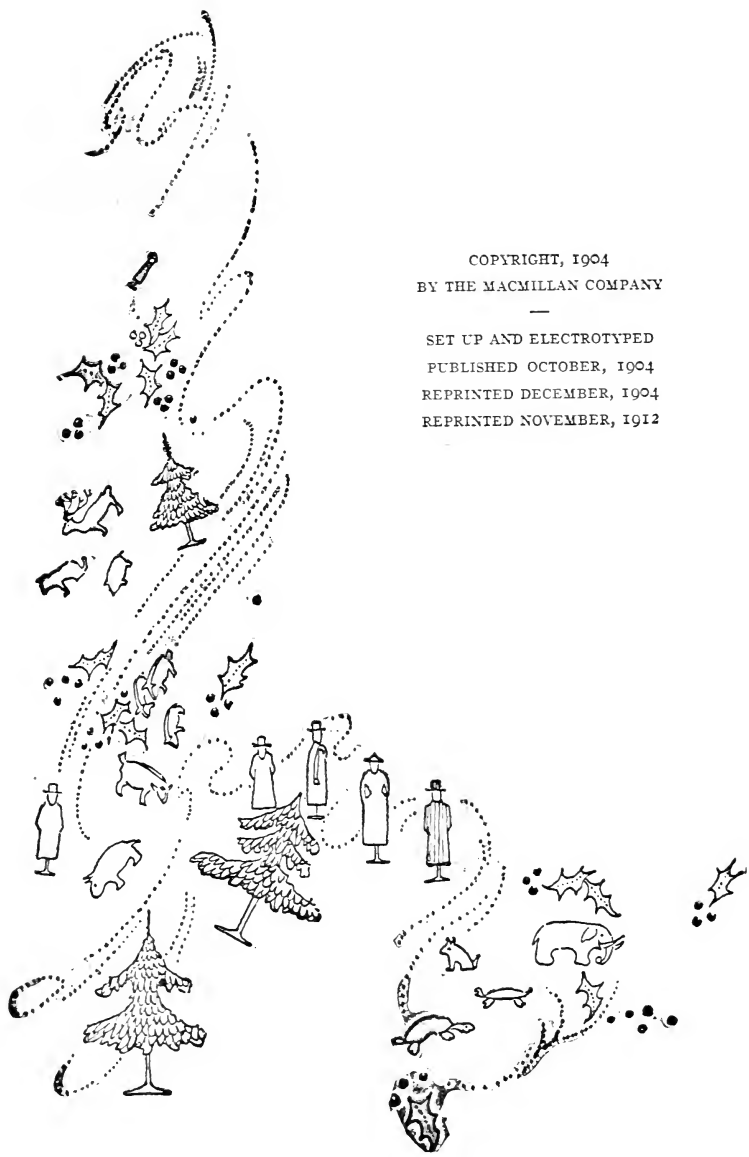 COPYRIGHT, 1904
BY THE MACMILLAN COMPANY
SET UP AND ELECTROTYPED
PUBLISHED OCTOBER, 1904
REPRINTED DECEMBER, 1904
REPRINTED NOVEMBER, 1912